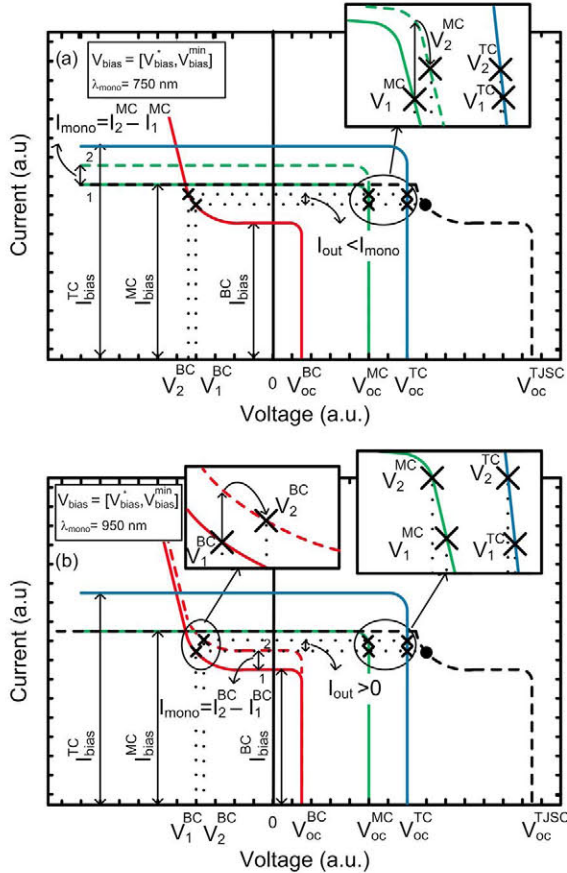 (a)
V_bias = [V*_bias, V_bias^min]
λ_mono = 750 nm
I_mono=I_2^MC − I_1^MC
2
1
V_2^MC
V_1^MC
V_2^TC
V_1^TC
I_out < I_mono
I_bias^TC
I_bias^MC
I_bias^BC
Current (a.u)
V_2^BC V_1^BC 0 V_oc^BC V_oc^MC V_oc^TC V_oc^TJSC
Voltage (a.u.)
(b)
V_bias = [V*_bias, V_bias^min]
λ_mono = 950 nm
V_2^BC
V_1^BC
V_2^MC
V_1^MC
V_2^TC
V_1^TC
2
1
I_mono=I_2^BC − I_1^BC
I_out >0
I_bias^TC
I_bias^MC
I_bias^BC
Current (a.u)
V_1^BC V_2^BC 0 V_oc^BC V_oc^MC V_oc^TC V_oc^TJSC
Voltage (a.u.)